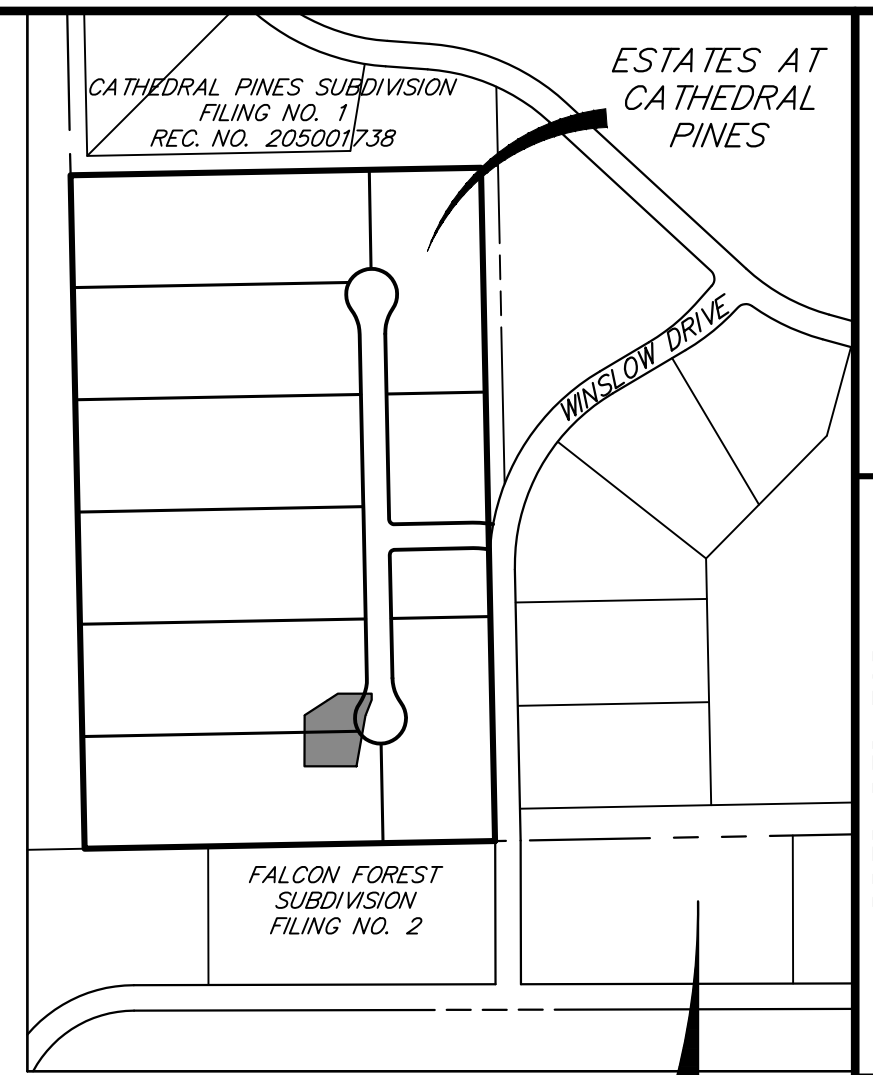 ESTATES AT
CATHEDRAL
PINES
CATHEDRAL PINES SUBDIVISION
FILING NO. 1
REC. NO. 205001738
WINSLOW DRIVE
FALCON FOREST
SUBDIVISION
FILING NO. 2